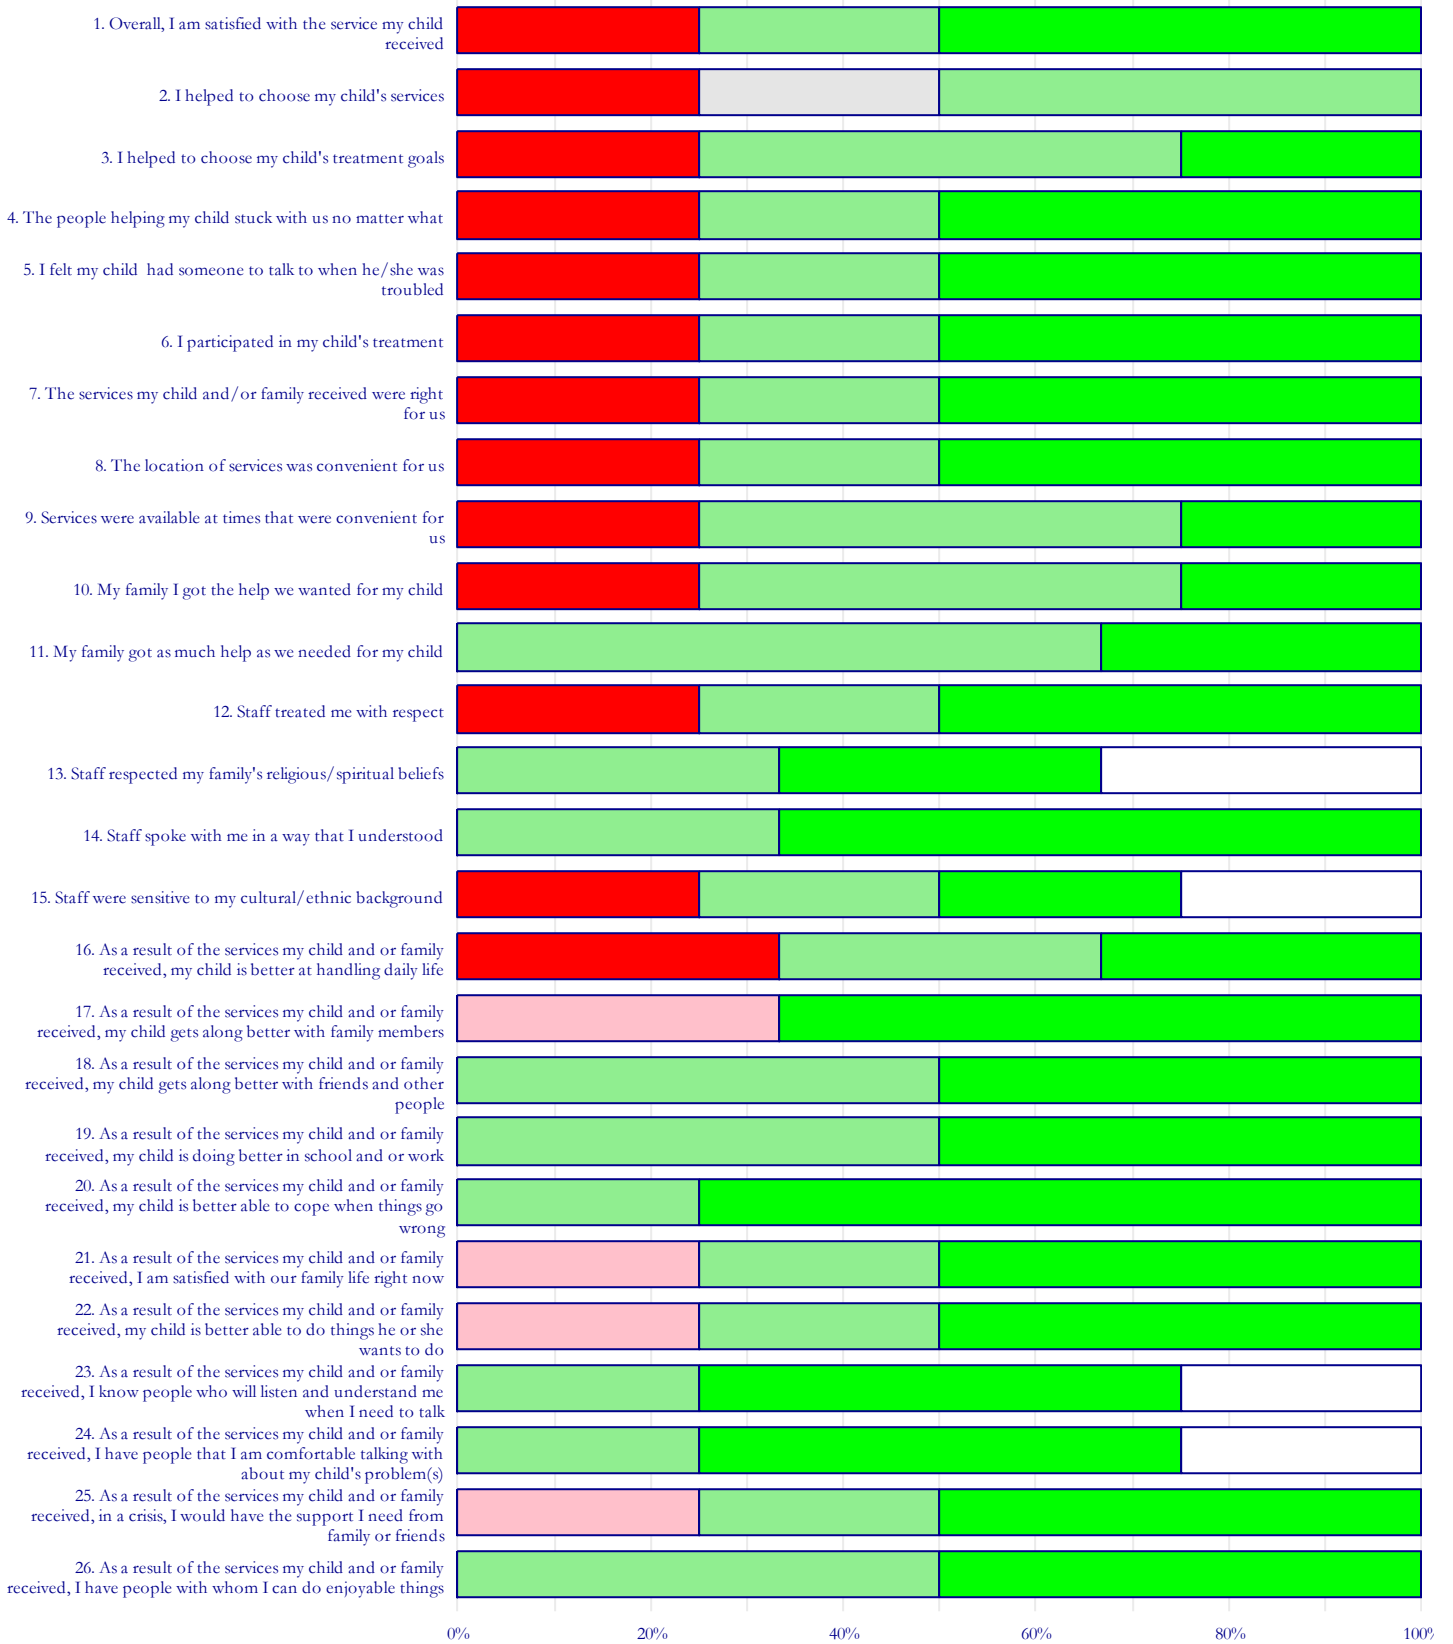 1. Overall, I am satisfied with the service my child
received
2. I helped to choose my child's services
3. I helped to choose my child's treatment goals
4. The people helping my child stuck with us no matter what
5. I felt my child  had someone to talk to when he/she was
troubled
6. I participated in my child's treatment
7. The services my child and/or family received were right
for us
8. The location of services was convenient for us
9. Services were available at times that were convenient for
us
10. My family I got the help we wanted for my child
11. My family got as much help as we needed for my child
12. Staff treated me with respect
13. Staff respected my family's religious/spiritual beliefs
14. Staff spoke with me in a way that I understood
15. Staff were sensitive to my cultural/ethnic background
16. As a result of the services my child and or family
received, my child is better at handling daily life
17. As a result of the services my child and or family
received, my child gets along better with family members
18. As a result of the services my child and or family
received, my child gets along better with friends and other
people
19. As a result of the services my child and or family
received, my child is doing better in school and or work
20. As a result of the services my child and or family
received, my child is better able to cope when things go
wrong
21. As a result of the services my child and or family
received, I am satisfied with our family life right now
22. As a result of the services my child and or family
received, my child is better able to do things he or she
wants to do
23. As a result of the services my child and or family
received, I know people who will listen and understand me
when I need to talk
24. As a result of the services my child and or family
received, I have people that I am comfortable talking with
about my child's problem(s)
25. As a result of the services my child and or family
received, in a crisis, I would have the support I need from
family or friends
26. As a result of the services my child and or family
received, I have people with whom I can do enjoyable things
0% 20% 40% 60% 80% 100%